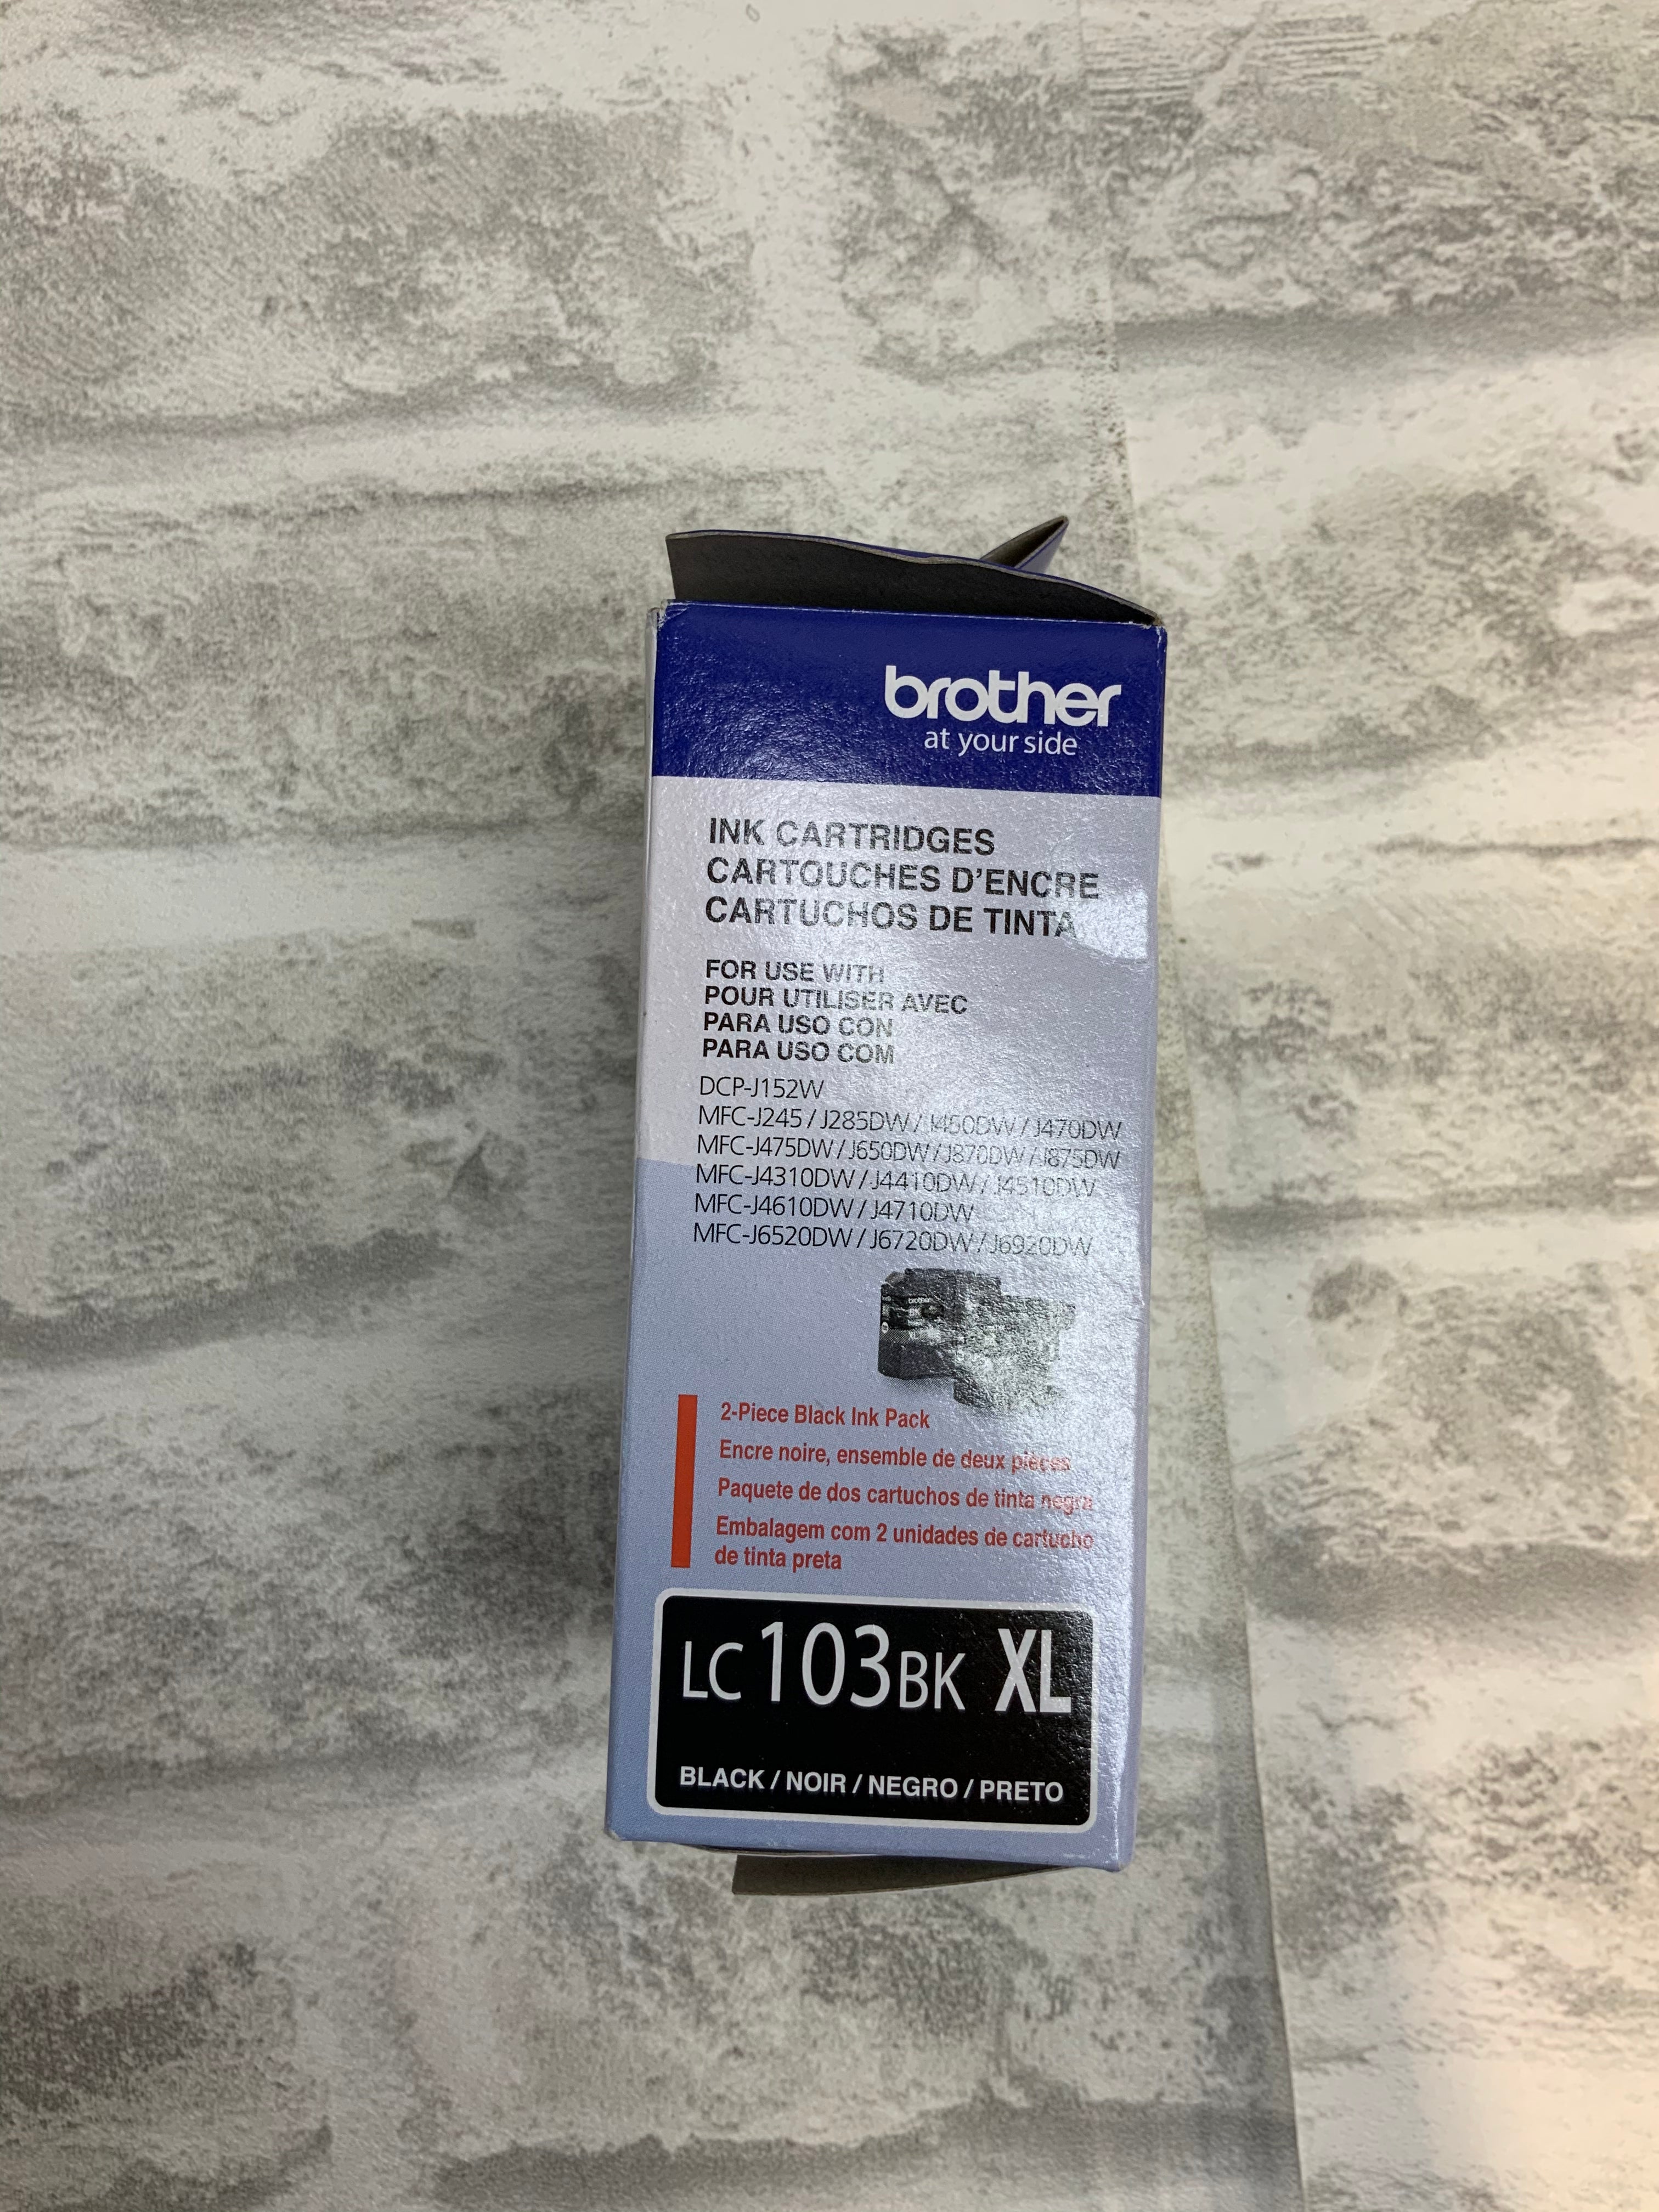 brother
at your side
INK CARTRIDGES
CARTOUCHES D'ENCRE
CARTUCHOS DE TINTA
FOR USE WITH
POUR UTILISER AVEC
PARA USO CON
PARA USO COM
DCP-J152W
MFC-J245 / J285DW / J450DW / J470DW
MFC-J475DW / J650DW / J870DW / J875DW
MFC-J4310DW / J4410DW / J4510DW
MFC-J4610DW / J4710DW
MFC-J6520DW / J6720DW / J6920DW
brother
BK
2-Piece Black Ink Pack
Encre noire, ensemble de deux pièces
Paquete de dos cartuchos de tinta negra
Embalagem com 2 unidades de cartucho
de tinta preta
LC103BK XL
BLACK / NOIR / NEGRO / PRETO